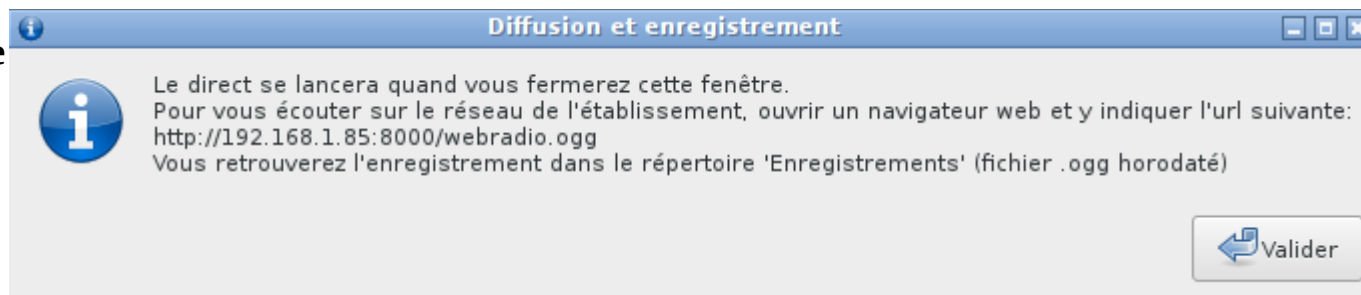 Diffusion et enregistrement
e
Le direct se lancera quand vous fermerez cette fenêtre.
Pour vous écouter sur le réseau de l'établissement, ouvrir un navigateur web et y indiquer l'url suivante:
http://192.168.1.85:8000/webradio.ogg
Vous retrouverez l'enregistrement dans le répertoire 'Enregistrements' (fichier .ogg horodaté)
Valider